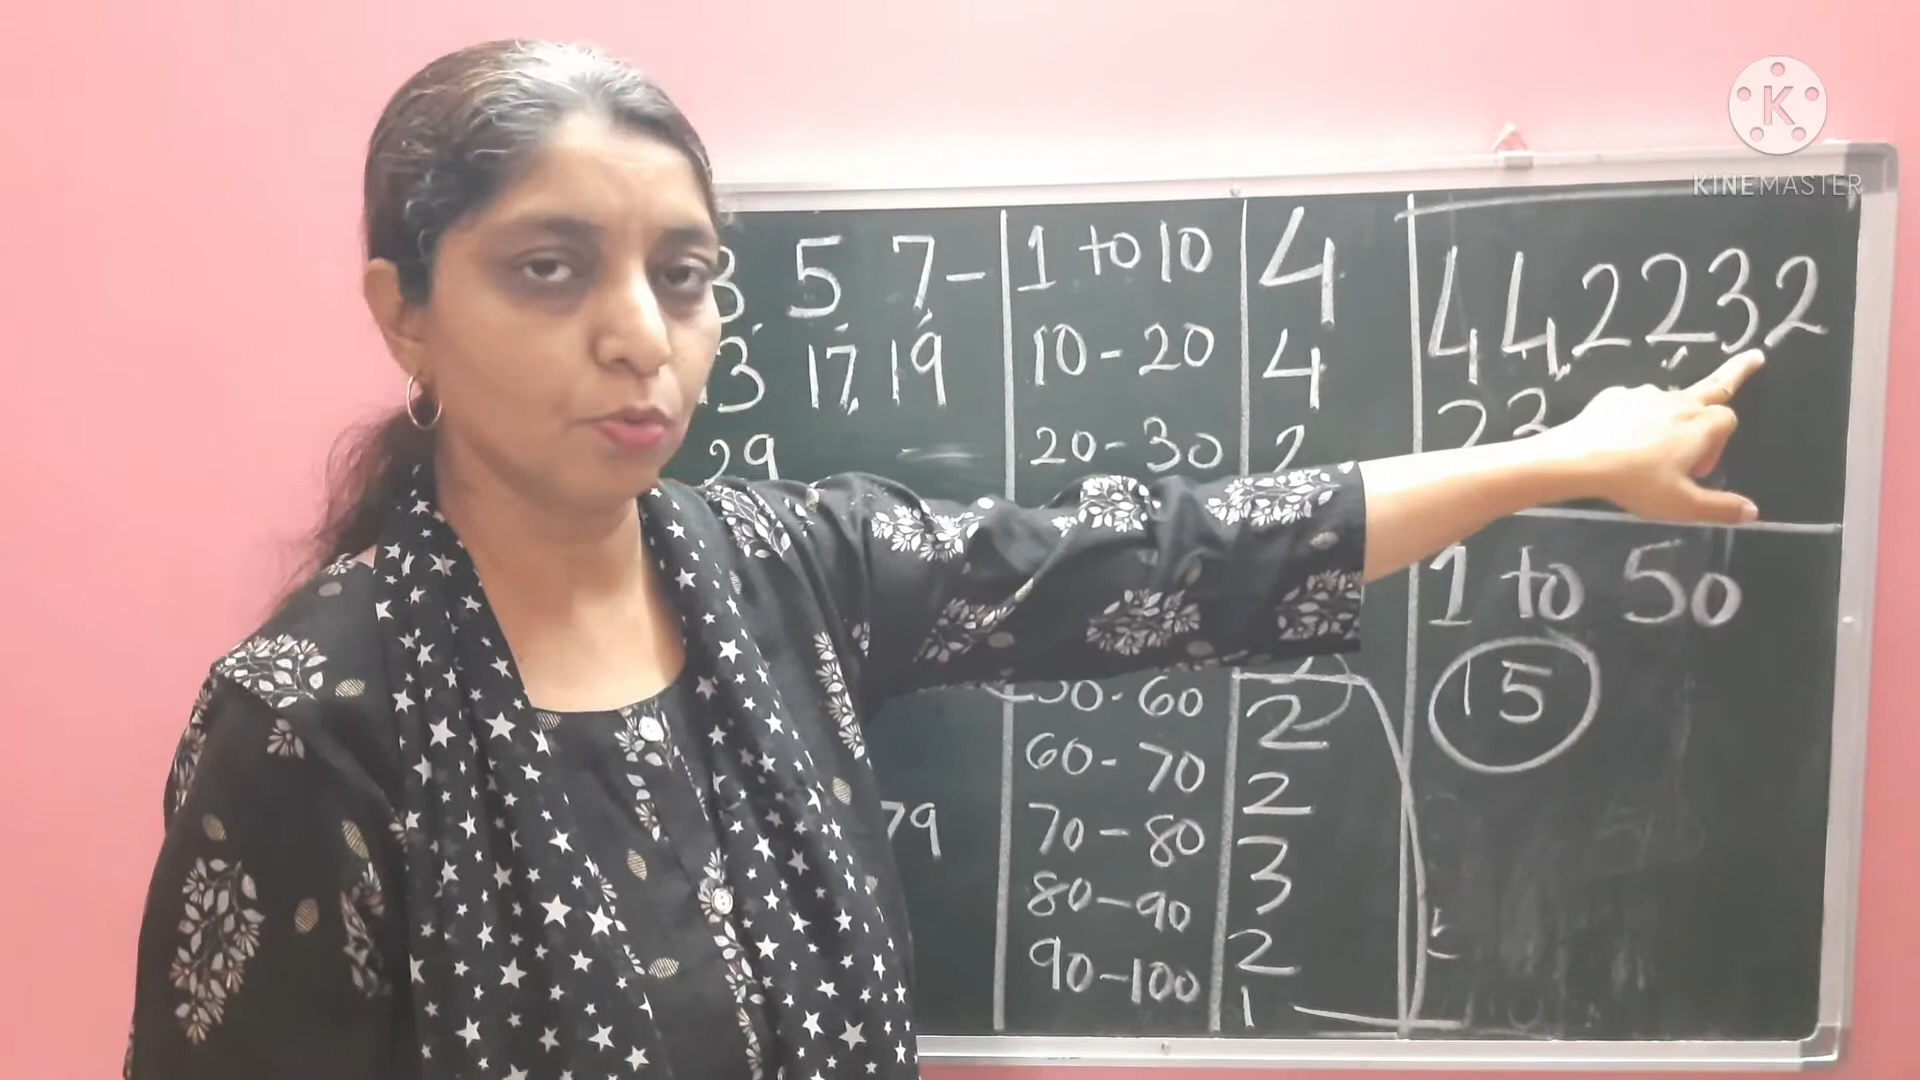 KINEMASTER
3 5 7 -
13 17, 19
29
79
1 to 10
10 - 20
20 - 30
50 - 60
60 - 70
70 - 80
80 - 90
90 - 100
4
4
2
2
2
3
2
1
442232
23
1 to 50
15